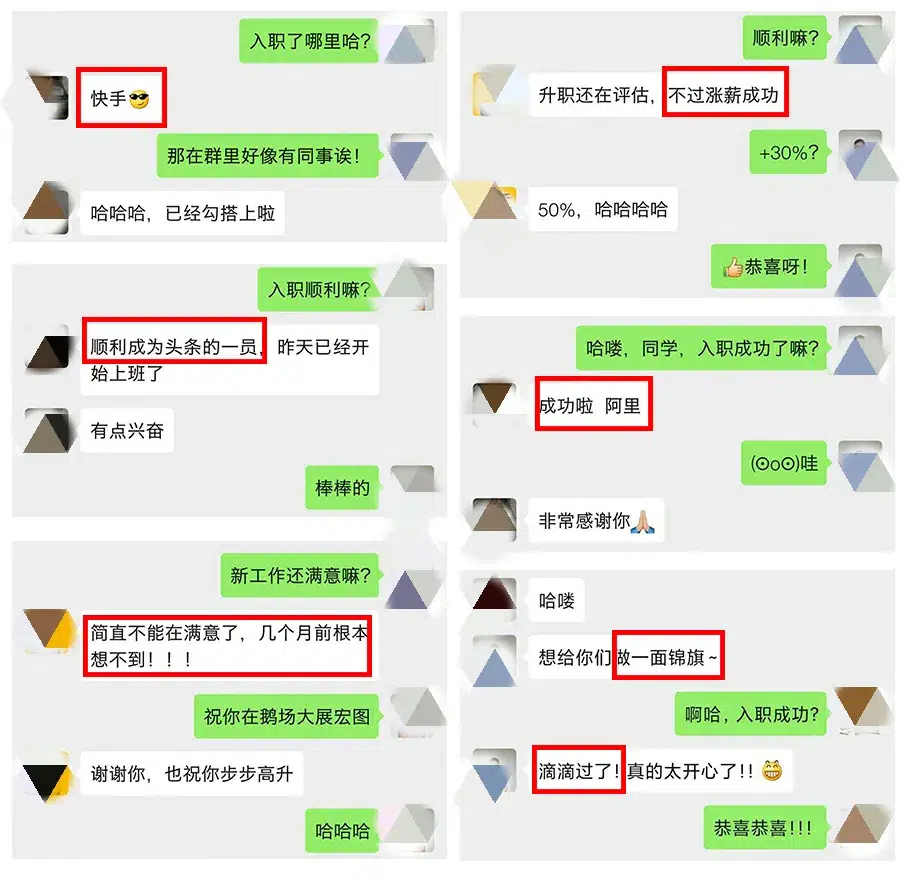 入职了哪里哈?
快手
那在群里好像有同事诶!
哈哈哈，已经勾搭上啦
入职顺利嘛?
顺利成为头条的一员，昨天已经开
始上班了
有点兴奋
棒棒的
新工作还满意嘛?
简直不能在满意了，几个月前根本
想不到！！！
祝你在鹅场大展宏图
谢谢你，也祝你步步高升
哈哈哈
顺利嘛?
升职还在评估，不过涨薪成功
+30%?
50%，哈哈哈哈
恭喜呀!
哈喽，同学，入职成功了嘛?
成功啦 阿里
(⊙o⊙)哇
非常感谢你
哈喽
想给你们做一面锦旗~
啊哈，入职成功?
滴滴过了! 真的太开心了!!
恭喜恭喜!!!